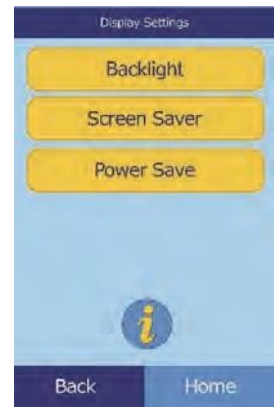 Display Settings
Backlight
Screen Saver
Power Save
i
Back Home